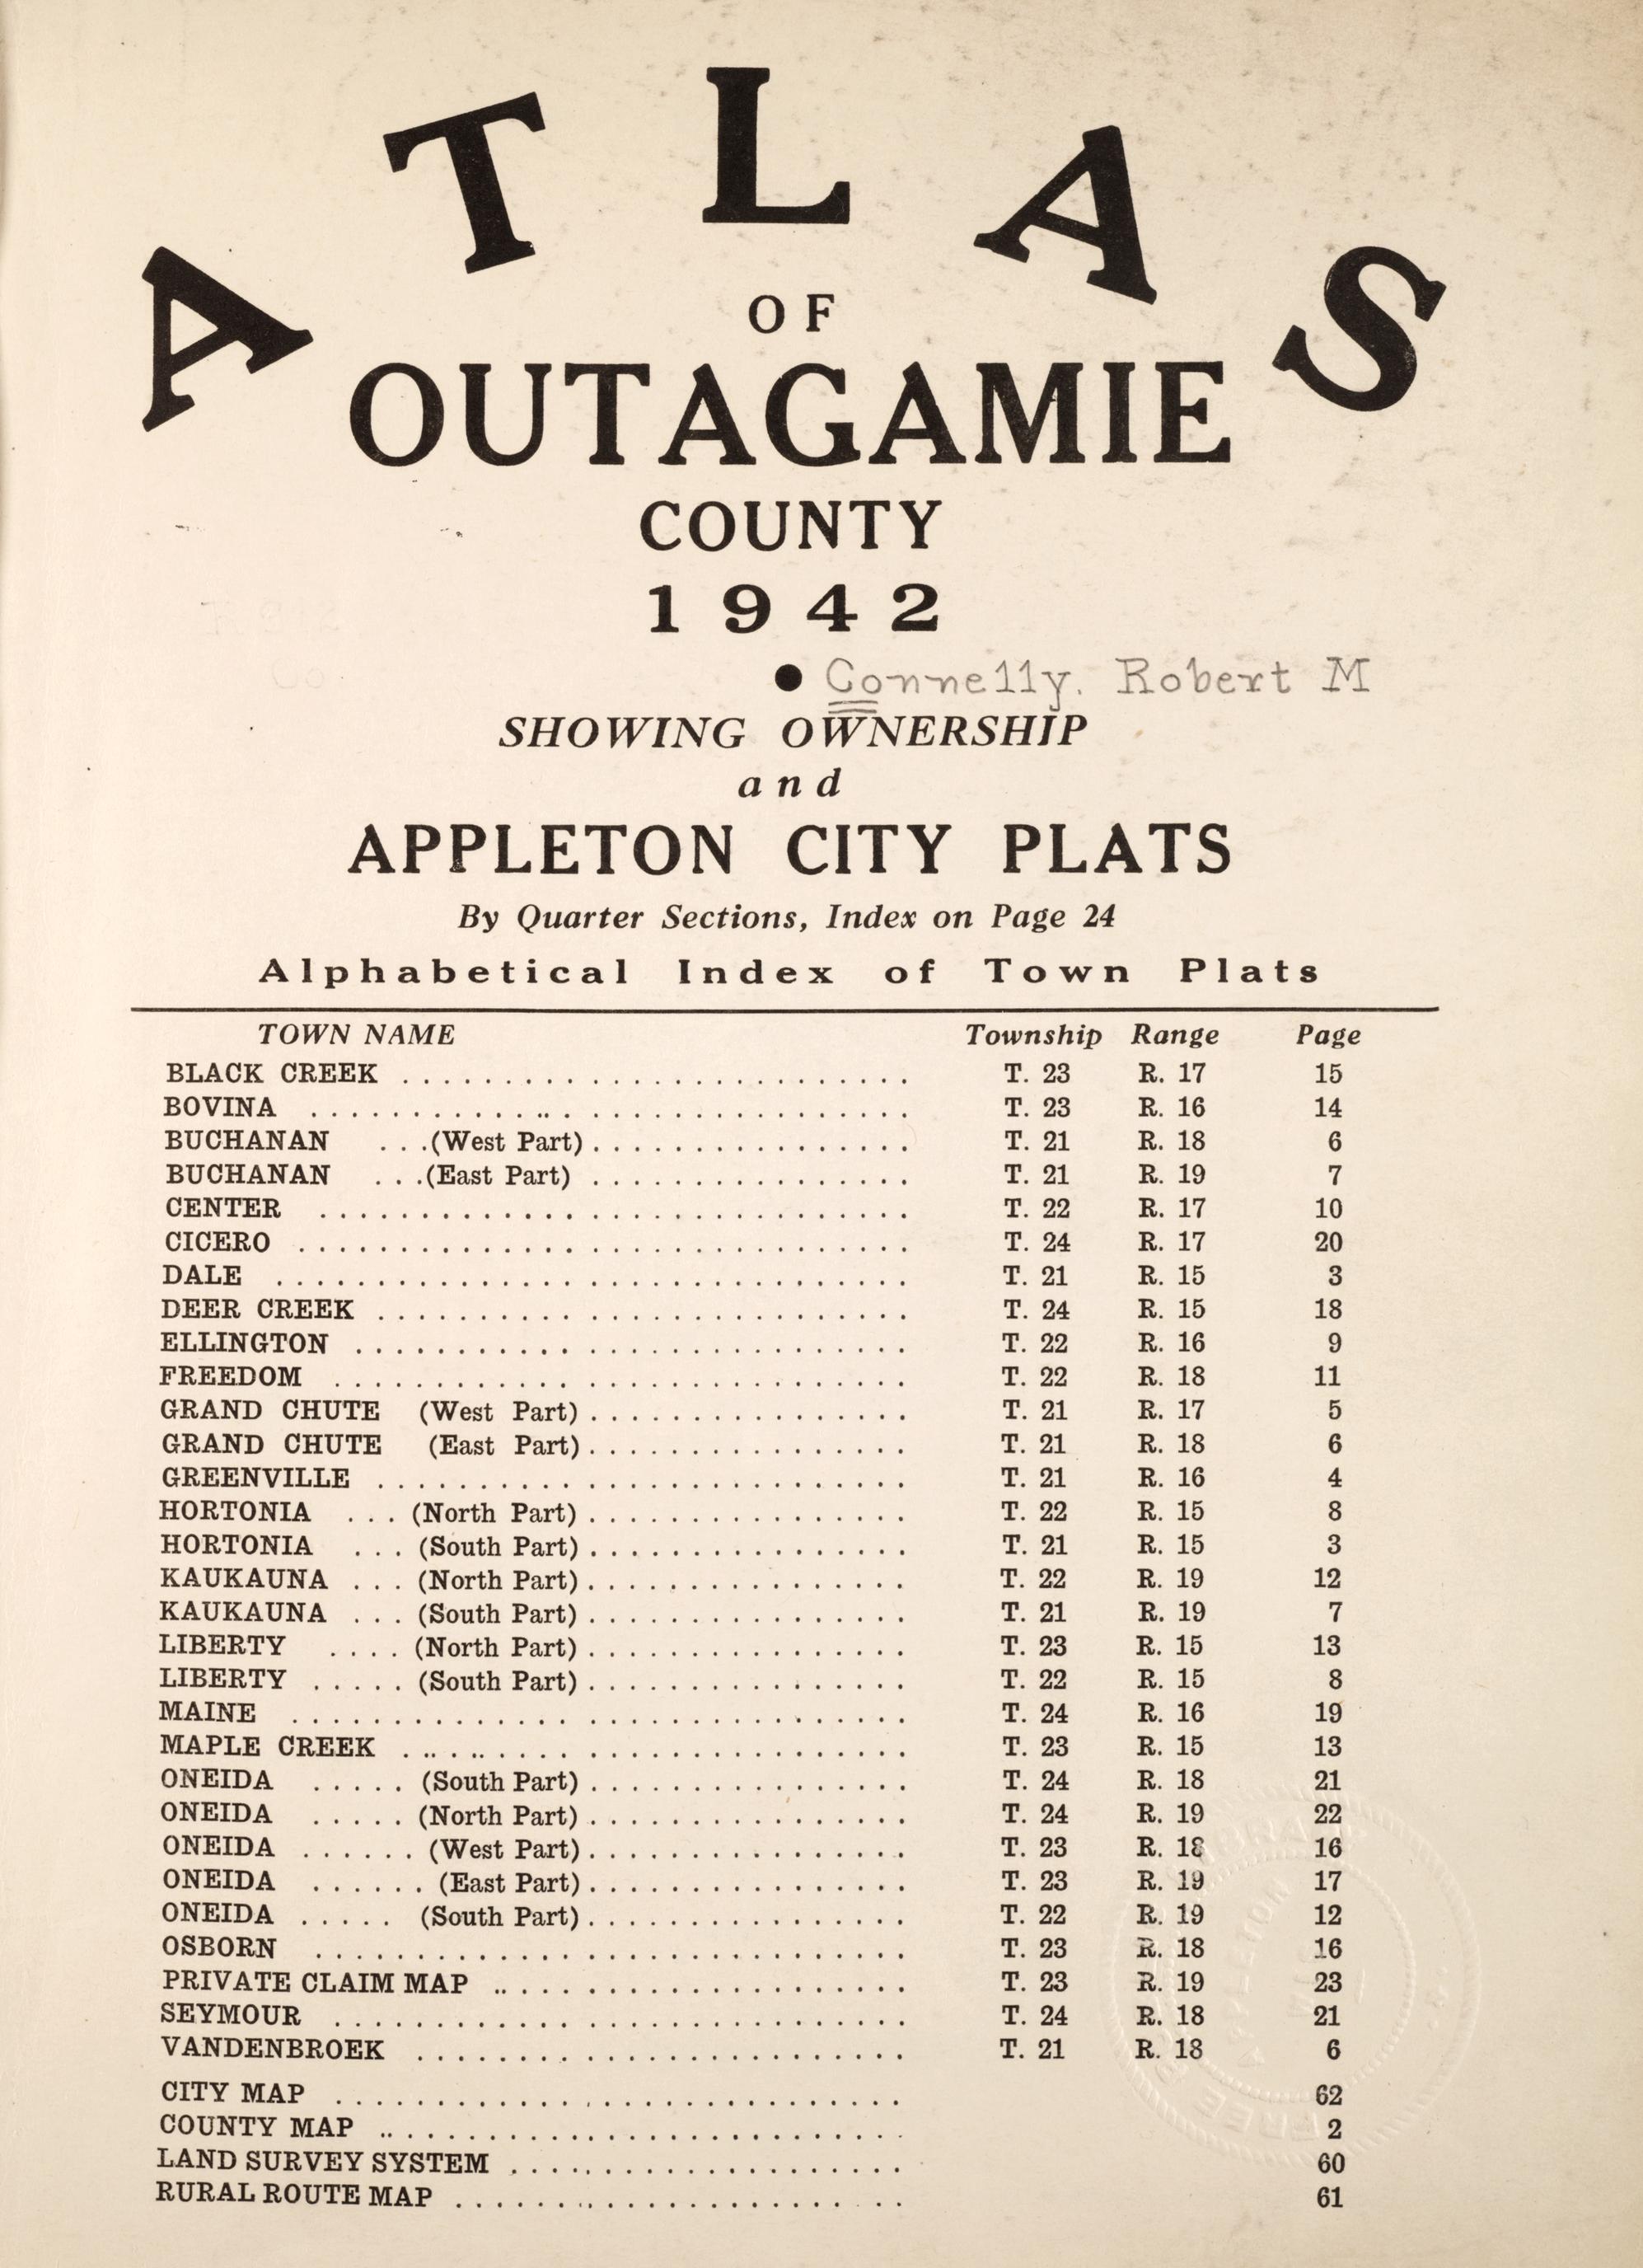 ATLAS
OF
OUTAGAMIE
COUNTY
1942
● Connelly, Robert M
SHOWING OWNERSHIP
and
APPLETON CITY PLATS
By Quarter Sections, Index on Page 24
Alphabetical Index of Town Plats
TOWN NAME Township Range Page
BLACK CREEK T. 23 R. 17 15
BOVINA T. 23 R. 16 14
BUCHANAN (West Part) T. 21 R. 18 6
BUCHANAN (East Part) T. 21 R. 19 7
CENTER T. 22 R. 17 10
CICERO T. 24 R. 17 20
DALE T. 21 R. 15 3
DEER CREEK T. 24 R. 15 18
ELLINGTON T. 22 R. 16 9
FREEDOM T. 22 R. 18 11
GRAND CHUTE (West Part) T. 21 R. 17 5
GRAND CHUTE (East Part) T. 21 R. 18 6
GREENVILLE T. 21 R. 16 4
HORTONIA (North Part) T. 22 R. 15 8
HORTONIA (South Part) T. 21 R. 15 3
KAUKAUNA (North Part) T. 22 R. 19 12
KAUKAUNA (South Part) T. 21 R. 19 7
LIBERTY (North Part) T. 23 R. 15 13
LIBERTY (South Part) T. 22 R. 15 8
MAINE T. 24 R. 16 19
MAPLE CREEK T. 23 R. 15 13
ONEIDA (South Part) T. 24 R. 18 21
ONEIDA (North Part) T. 24 R. 19 22
ONEIDA (West Part) T. 23 R. 18 16
ONEIDA (East Part) T. 23 R. 19 17
ONEIDA (South Part) T. 22 R. 19 12
OSBORN T. 23 R. 18 16
PRIVATE CLAIM MAP T. 23 R. 19 23
SEYMOUR T. 24 R. 18 21
VANDENBROEK T. 21 R. 18 6
CITY MAP 62
COUNTY MAP 2
LAND SURVEY SYSTEM 60
RURAL ROUTE MAP 61